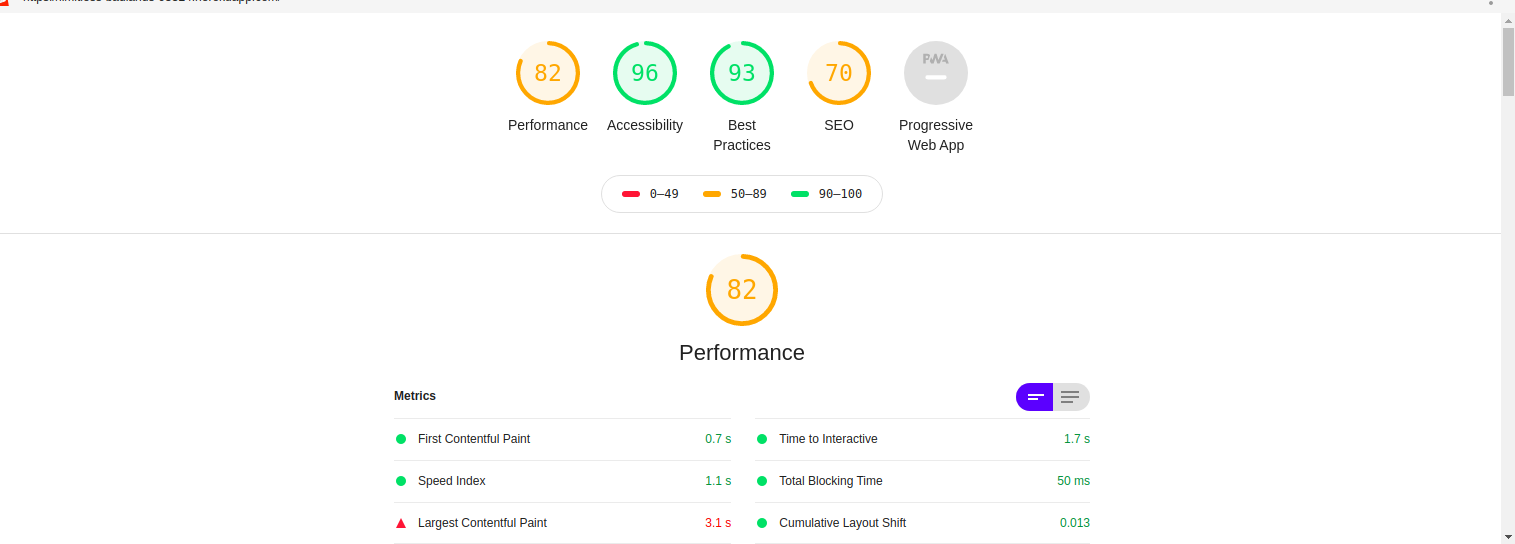 82 96 93 70 PWA
Performance Accessibility Best Practices SEO Progressive Web App
0–49 50–89 90–100
82
Performance
Metrics
First Contentful Paint 0.7 s
Time to Interactive 1.7 s
Speed Index 1.1 s
Total Blocking Time 50 ms
Largest Contentful Paint 3.1 s
Cumulative Layout Shift 0.013